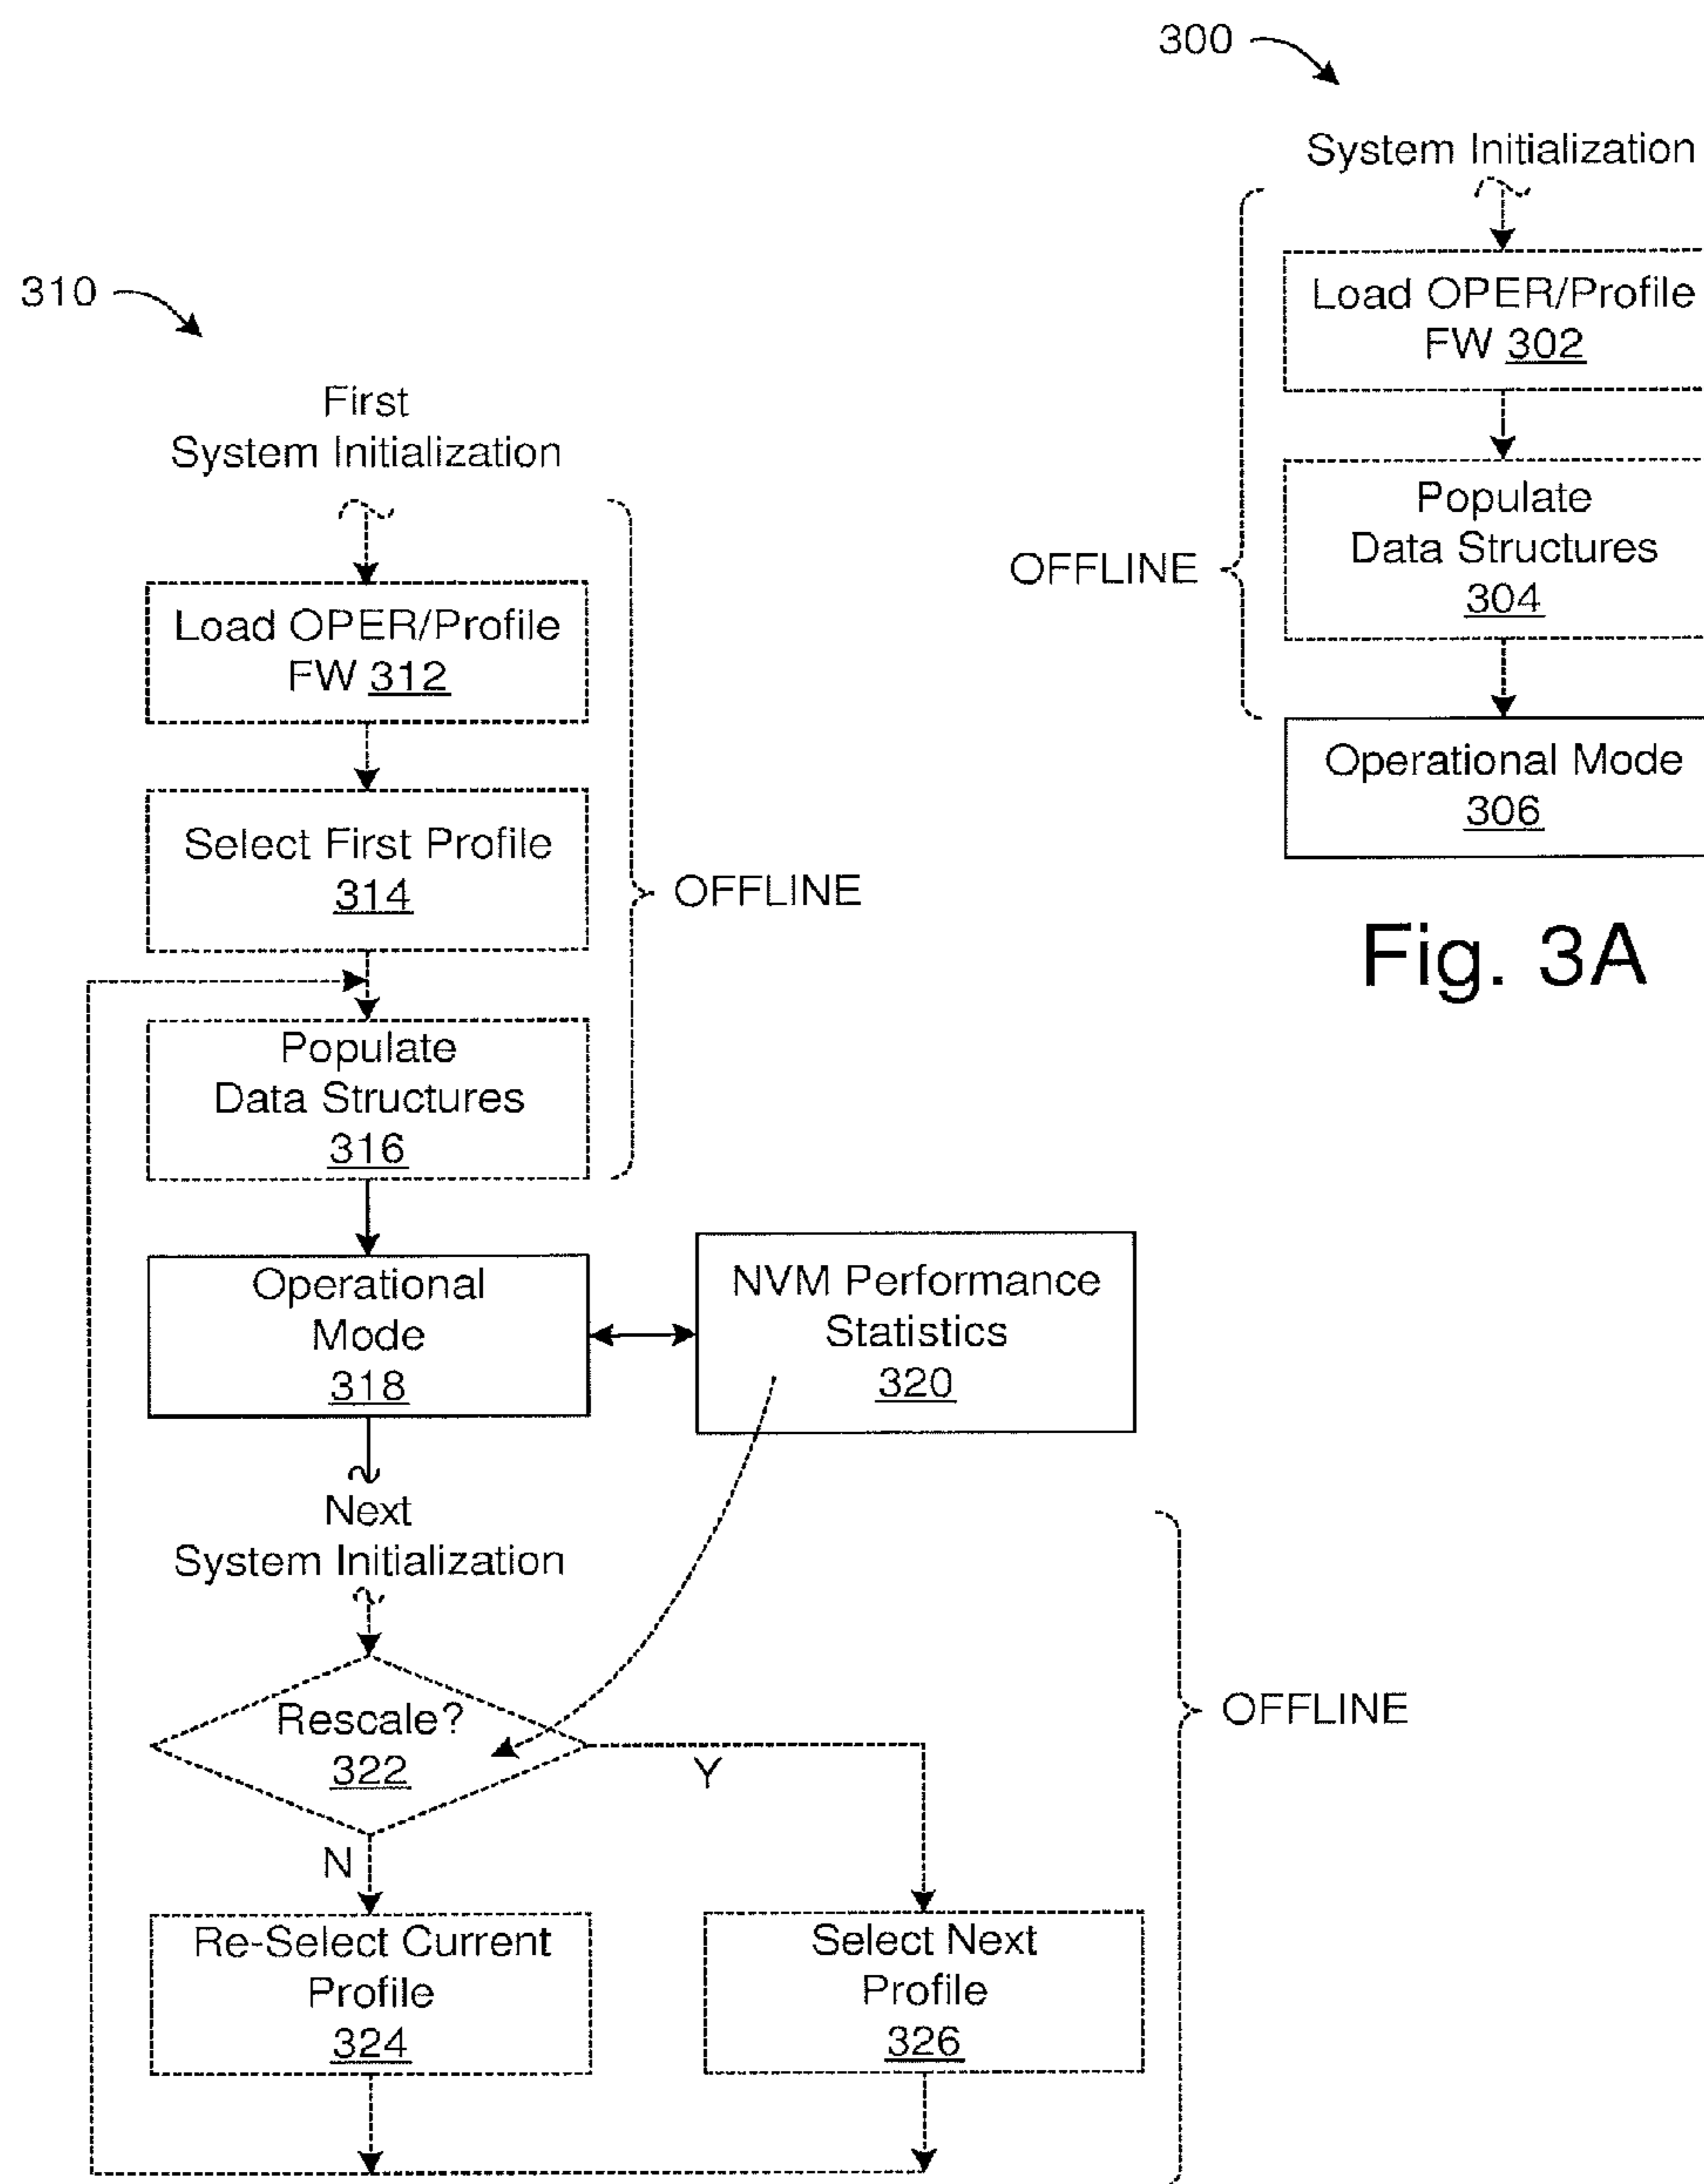 300
System Initialization
Load OPER/Profile
FW 302
Populate
Data Structures
304
OFFLINE
Operational Mode
306
Fig. 3A
310
First
System Initialization
Load OPER/Profile
FW 312
Select First Profile
314
OFFLINE
Populate
Data Structures
316
Operational
Mode
318
NVM Performance
Statistics
320
Next
System Initialization
Rescale?
322
Y
N
OFFLINE
Re-Select Current
Profile
324
Select Next
Profile
326